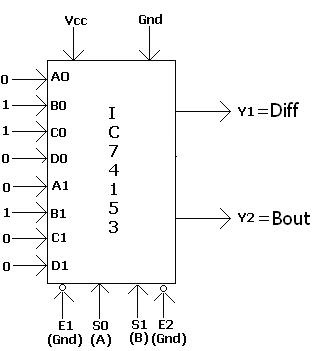 Vcc Gnd
0 A0
1 B0
1 C0
0 D0
0 A1
1 B1
0 C1
0 D1
I
C
7
4
1
5
3
Y1 = Diff
Y2 = Bout
E1 S0 S1 E2
(Gnd) (A) (B) (Gnd)